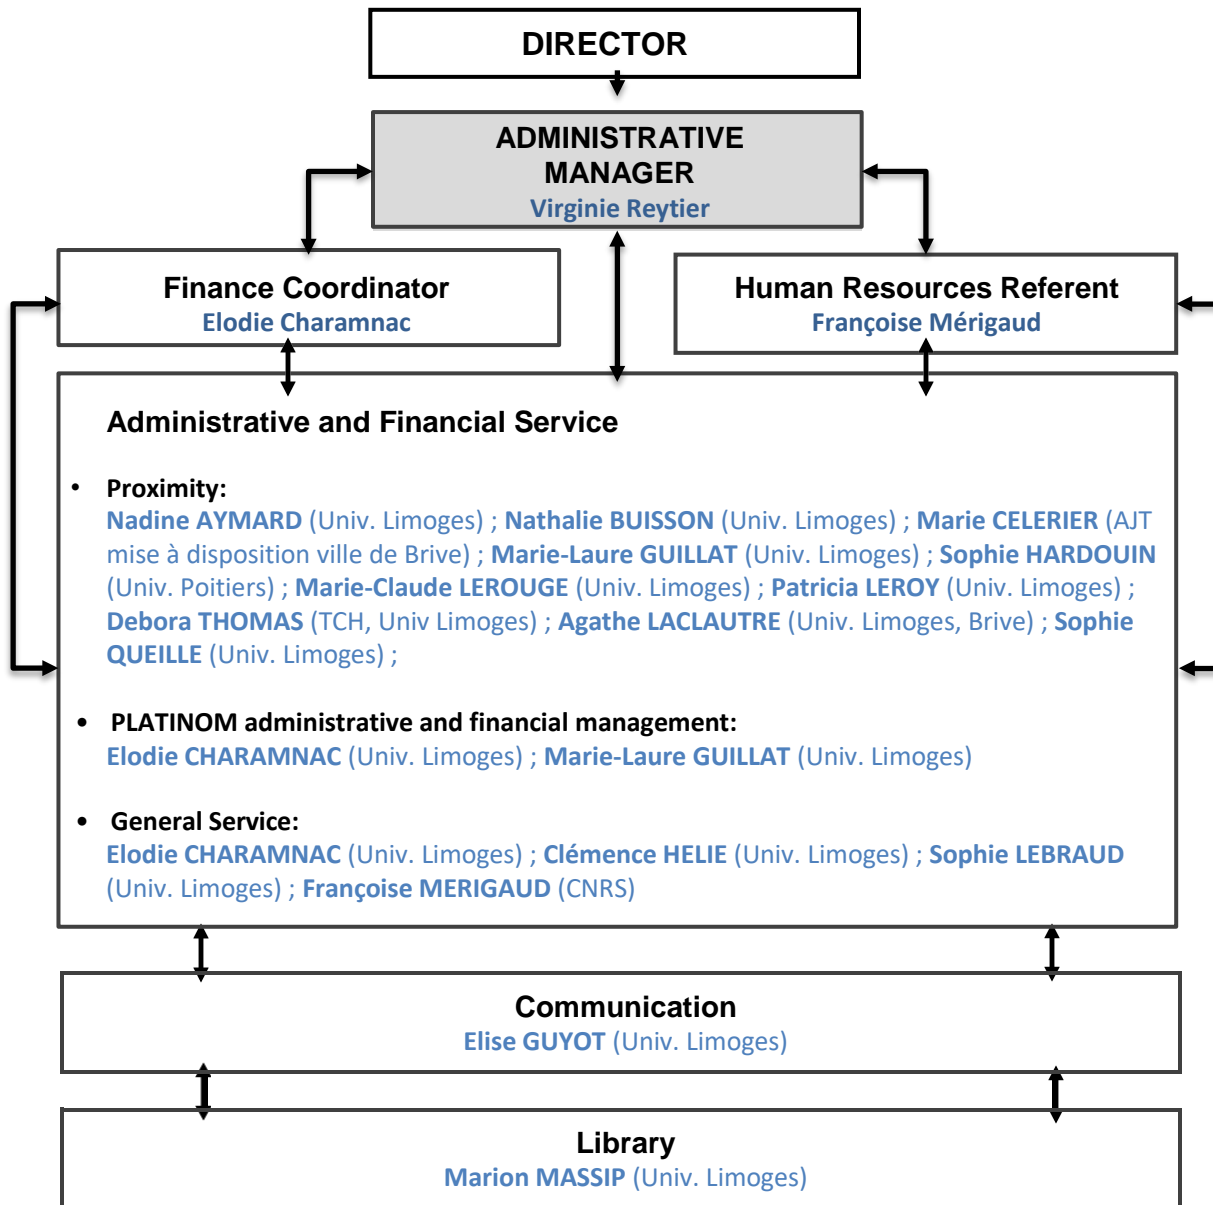 DIRECTOR
ADMINISTRATIVE
MANAGER
Virginie Reytier
Finance Coordinator
Elodie Charamnac
Human Resources Referent
Françoise Mérigaud
Administrative and Financial Service
• Proximity:
Nadine AYMARD (Univ. Limoges) ; Nathalie BUISSON (Univ. Limoges) ; Marie CELERIER (AJT
mise à disposition ville de Brive) ; Marie-Laure GUILLAT (Univ. Limoges) ; Sophie HARDOUIN
(Univ. Poitiers) ; Marie-Claude LEROUGE (Univ. Limoges) ; Patricia LEROY (Univ. Limoges) ;
Debora THOMAS (TCH, Univ Limoges) ; Agathe LACLAUTRE (Univ. Limoges, Brive) ; Sophie
QUEILLE (Univ. Limoges) ;
• PLATINOM administrative and financial management:
Elodie CHARAMNAC (Univ. Limoges) ; Marie-Laure GUILLAT (Univ. Limoges)
• General Service:
Elodie CHARAMNAC (Univ. Limoges) ; Clémence HELIE (Univ. Limoges) ; Sophie LEBRAUD
(Univ. Limoges) ; Françoise MERIGAUD (CNRS)
Communication
Elise GUYOT (Univ. Limoges)
Library
Marion MASSIP (Univ. Limoges)